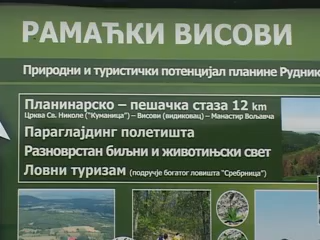 РАМАЋКИ ВИСОВИ
Природни и туристички потенцијал планине Рудник
Планинарско – пешачка стаза 12 km
Црква Св. Николе ("Куманица") – Висови (видиковац) – Манастир Вољавча
Параглајдинг полетишта
Разноврстан биљни и животињски свет
Ловни туризам (подручје богатог ловишта "Сребрница")